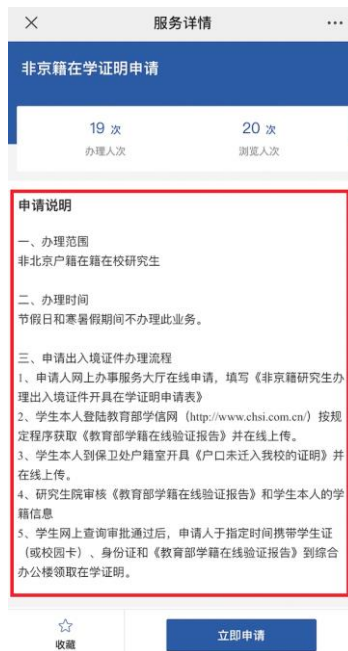 服务详情
非京籍在学证明申请
19 次
20 次
办理人次
浏览人次
申请说明
一、办理范围
非北京户籍在籍在校研究生
二、办理时间
节假日和寒暑假期间不办理此业务。
三、申请出入境证件办理流程
1、申请人网上办事服务大厅在线申请，填写《非京籍研究生办
理出入境证件开具在学证明申请表》
2、学生本人登陆教育部学信网（http://www.chsi.com.cn/）按规
定程序获取《教育部学籍在线验证报告》并在线上传。
3、学生本人到保卫处户籍室开具《户口未迁入我校的证明》并
在线上传。
4、研究生院审核《教育部学籍在线验证报告》和学生本人的学
籍信息
5、学生网上查询审批通过后，申请人于指定时间携带学生证
（或校园卡）、身份证和《教育部学籍在线验证报告》到综合
办公楼领取在学证明。
收藏
立即申请